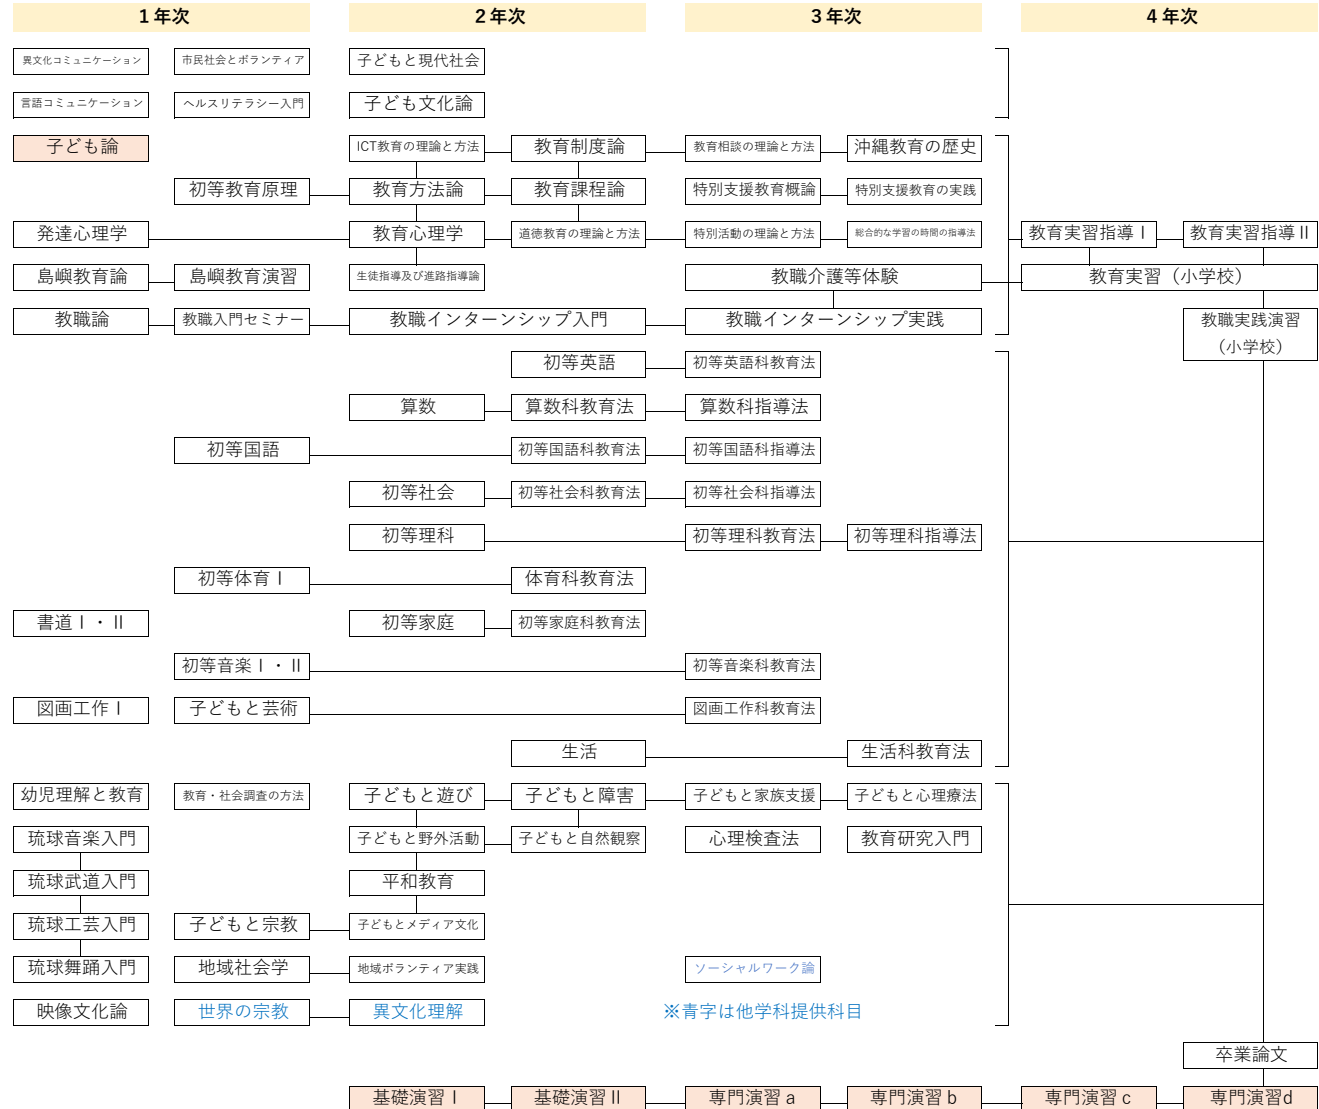 1年次 2年次 3年次 4年次
異文化コミュニケーション 市民社会とボランティア 子どもと現代社会
言語コミュニケーション ヘルスリテラシー入門 子ども文化論
子ども論 ICT教育の理論と方法 教育制度論 教育相談の理論と方法 沖縄教育の歴史
初等教育原理 教育方法論 教育課程論 特別支援教育概論 特別支援教育の実践
発達心理学 教育心理学 道徳教育の理論と方法 特別活動の理論と方法 総合的な学習の時間の指導法 教育実習指導Ⅰ 教育実習指導Ⅱ
島嶼教育論 島嶼教育演習 生徒指導及び進路指導論 教職介護等体験 教育実習（小学校）
教職論 教職入門セミナー 教職インターンシップ入門 教職インターンシップ実践 教職実践演習
（小学校）
初等英語 初等英語科教育法
算数 算数科教育法 算数科指導法
初等国語 初等国語科教育法 初等国語科指導法
初等社会 初等社会科教育法 初等社会科指導法
初等理科 初等理科教育法 初等理科指導法
初等体育Ⅰ 体育科教育法
書道Ⅰ・Ⅱ 初等家庭 初等家庭科教育法
初等音楽Ⅰ・Ⅱ 初等音楽科教育法
図画工作Ⅰ 子どもと芸術 図画工作科教育法
生活 生活科教育法
幼児理解と教育 教育・社会調査の方法 子どもと遊び 子どもと障害 子どもと家族支援 子どもと心理療法
琉球音楽入門 子どもと野外活動 子どもと自然観察 心理検査法 教育研究入門
琉球武道入門 平和教育
琉球工芸入門 子どもと宗教 子どもとメディア文化
琉球舞踊入門 地域社会学 地域ボランティア実践 ソーシャルワーク論
映像文化論 世界の宗教 異文化理解 ※青字は他学科提供科目
卒業論文
基礎演習Ⅰ 基礎演習Ⅱ 専門演習a 専門演習b 専門演習c 専門演習d